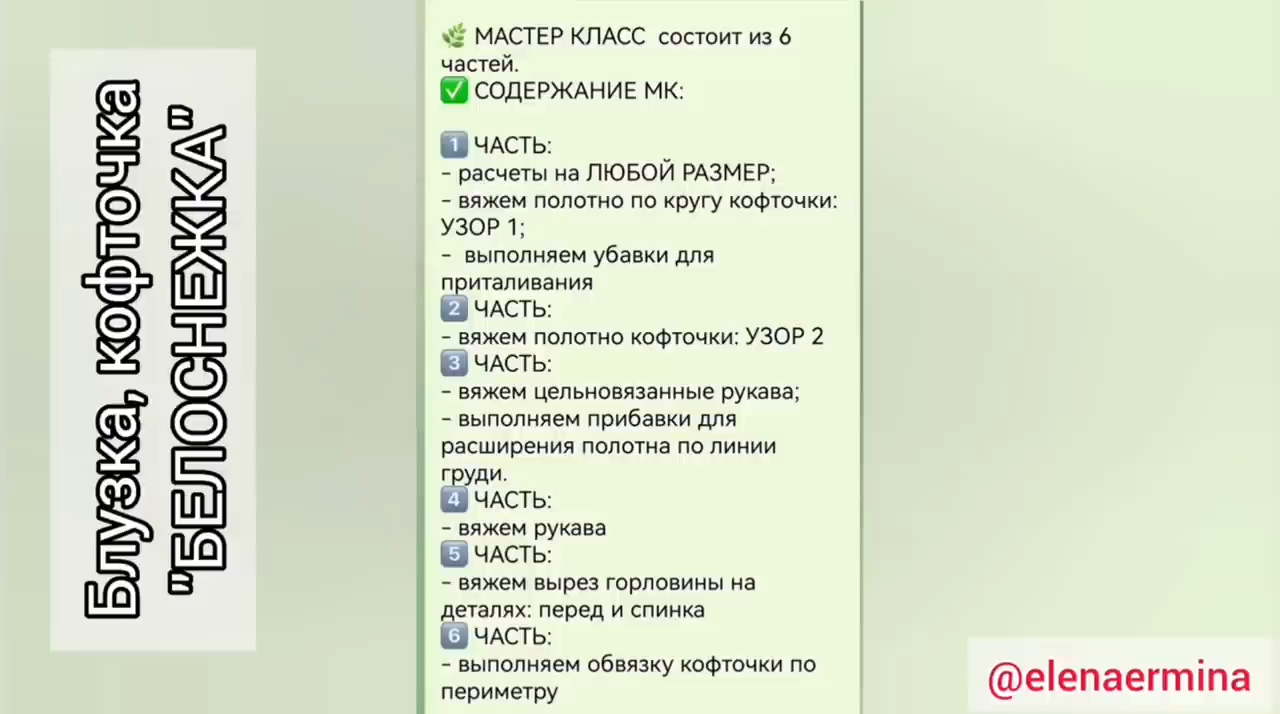 Блузка, кофточка
"БЕЛОСНЕЖКА"
🌿 МАСТЕР КЛАСС состоит из 6
частей.
✅ СОДЕРЖАНИЕ МК:
1️⃣ ЧАСТЬ:
- расчеты на ЛЮБОЙ РАЗМЕР;
- вяжем полотно по кругу кофточки:
УЗОР 1;
- выполняем убавки для
приталивания
2️⃣ ЧАСТЬ:
- вяжем полотно кофточки: УЗОР 2
3️⃣ ЧАСТЬ:
- вяжем цельновязанные рукава;
- выполняем прибавки для
расширения полотна по линии
груди.
4️⃣ ЧАСТЬ:
- вяжем рукава
5️⃣ ЧАСТЬ:
- вяжем вырез горловины на
деталях: перед и спинка
6️⃣ ЧАСТЬ:
- выполняем обвязку кофточки по
периметру
@elenaermina